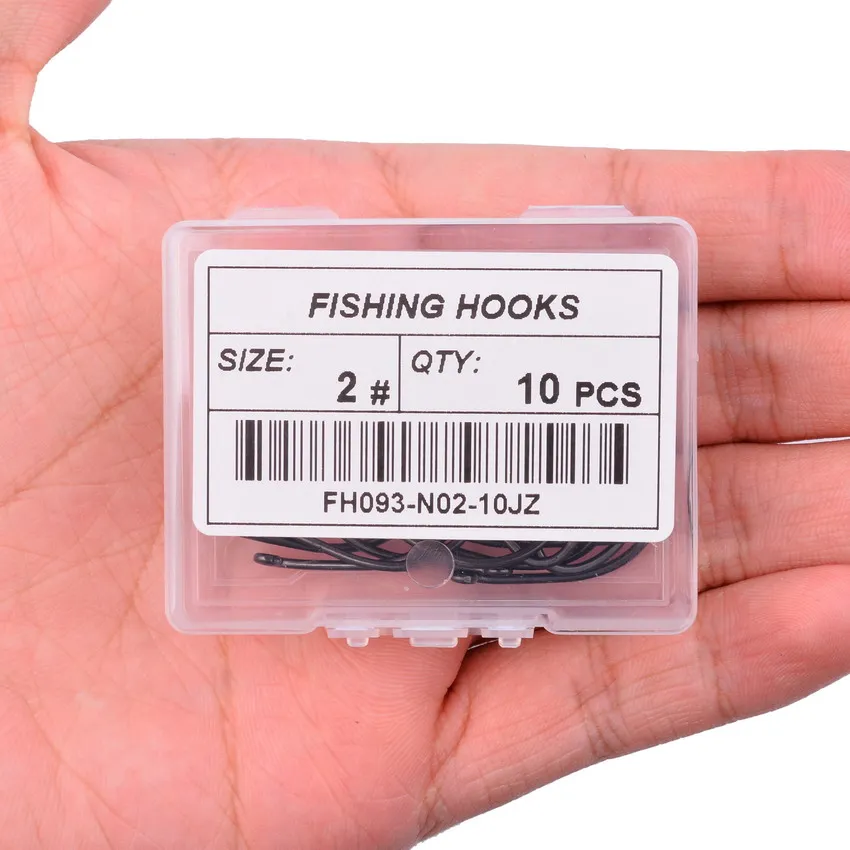 FISHING HOOKS
SIZE: 2 #
QTY: 10 PCS
FH093-N02-10JZ